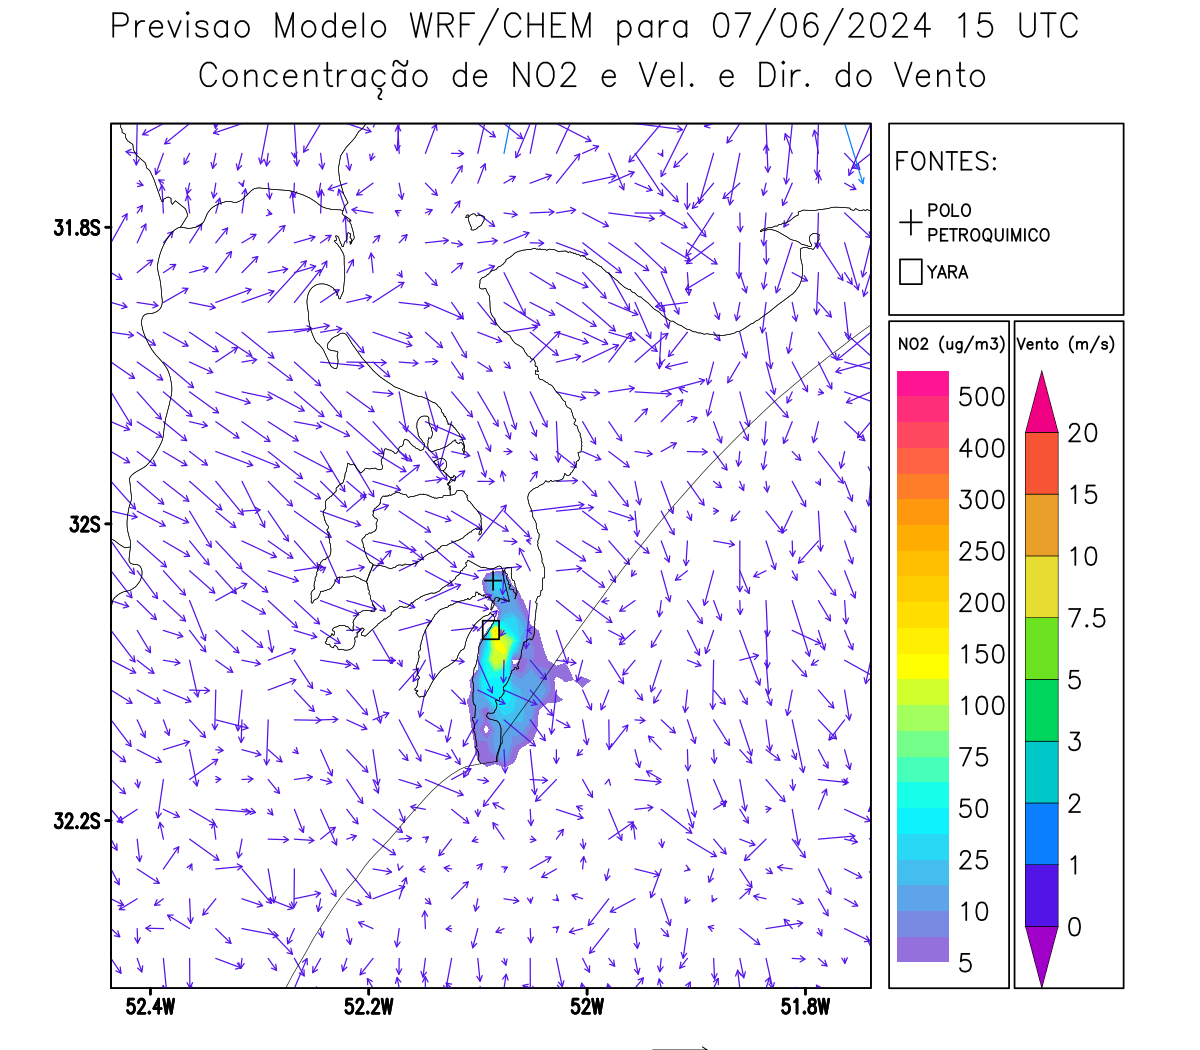 Previsao Modelo WRF/CHEM para 07/06/2024 15 UTC
Concentração de NO2 e Vel. e Dir. do Vento
FONTES:
POLO
PETROQUIMICO
YARA
NO2 (ug/m3)
500
400
300
250
200
150
100
75
50
25
10
5
Vento (m/s)
20
15
10
7.5
5
3
2
1
0
31.8S
32S
32.2S
52.4W
52.2W
52W
51.8W